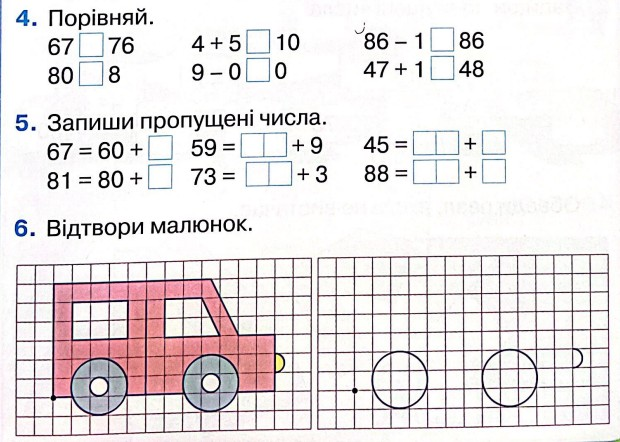 4. Порівняй.
67 □ 76 4 + 5 □ 10 86 – 1 □ 86
80 □ 8 9 – 0 □ 0 47 + 1 □ 48
5. Запиши пропущені числа.
67 = 60 + □ 59 = □□ + 9 45 = □□ + □
81 = 80 + □ 73 = □□ + 3 88 = □□ + □
6. Відтвори малюнок.